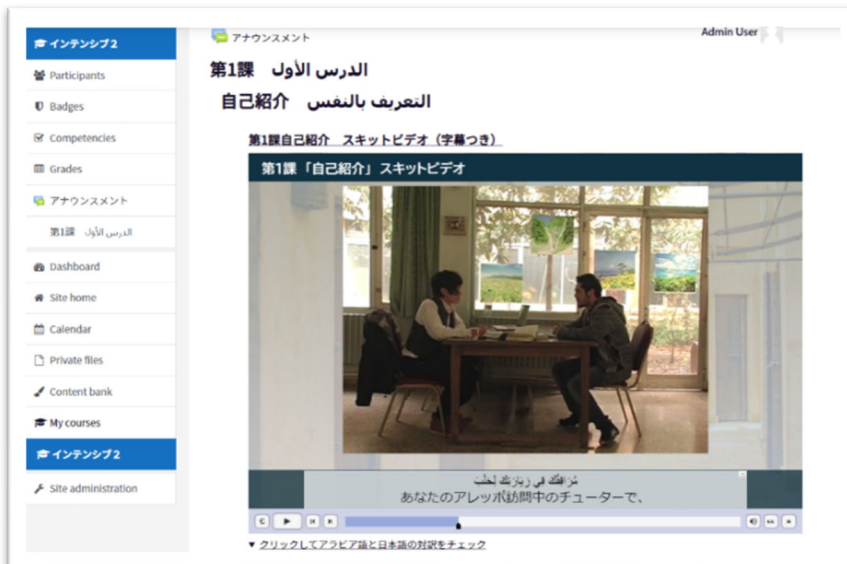 インテンシブ2
Participants
Badges
Competencies
Grades
アナウンスメント
第1課 الدرس الأول
Dashboard
Site home
Calendar
Private files
Content bank
My courses
インテンシブ2
Site administration
アナウンスメント
Admin User
第1課 الدرس الأول
自己紹介 التعريف بالنفس
第1課自己紹介 スキットビデオ（字幕つき）
第1課「自己紹介」スキットビデオ
مُرَافِقُك فِي زِيَارَتِك لِحَلَبَ
あなたのアレッポ訪問中のチューターで、
▼ クリックしてアラビア語と日本語の対訳をチェック